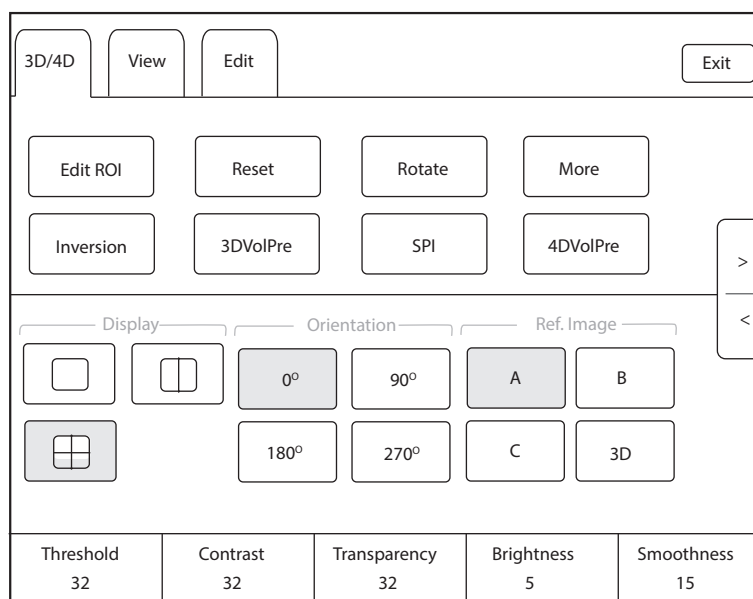 3D/4D View Edit Exit
Edit ROI Reset Rotate More
Inversion 3DVolPre SPI 4DVolPre
>
<
Display Orientation Ref. Image
0° 90° A B
180° 270° C 3D
Threshold Contrast Transparency Brightness Smoothness
32 32 32 5 15